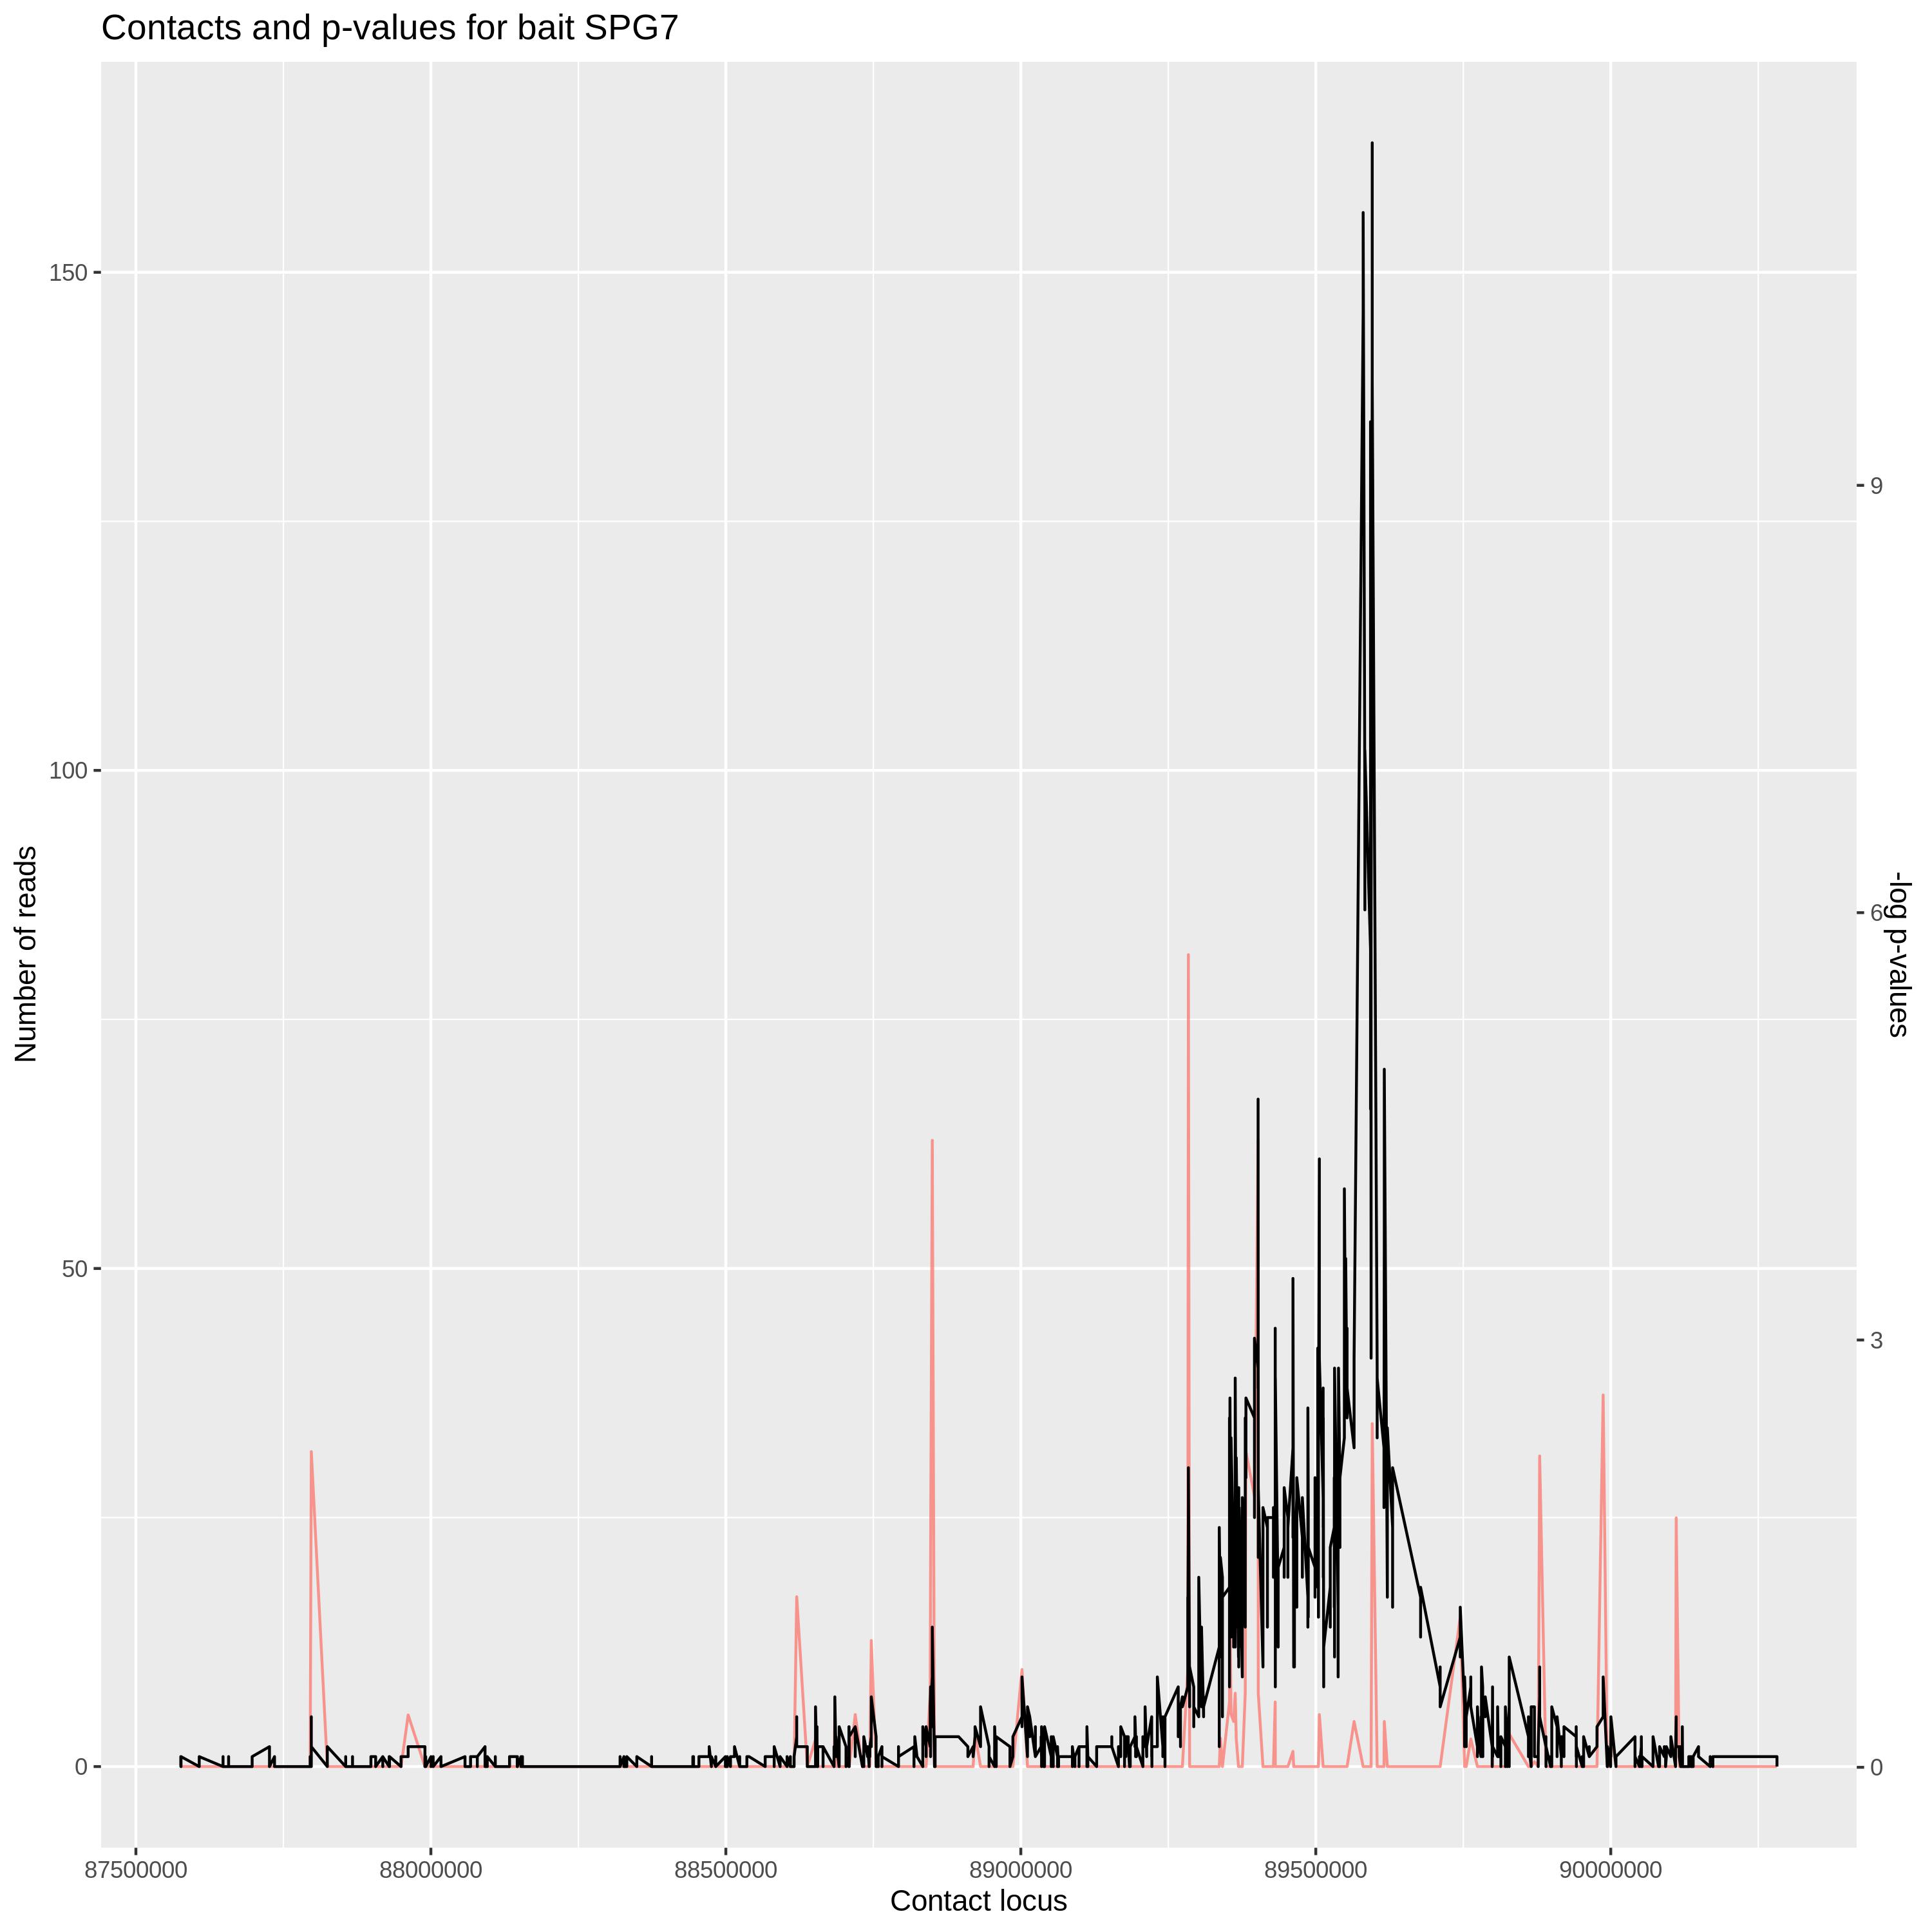 Contacts and p-values for bait SPG7
150
100
50
0
Number of reads
9
6
3
0
-log p-values
87500000 88000000 88500000 89000000 89500000 90000000
Contact locus